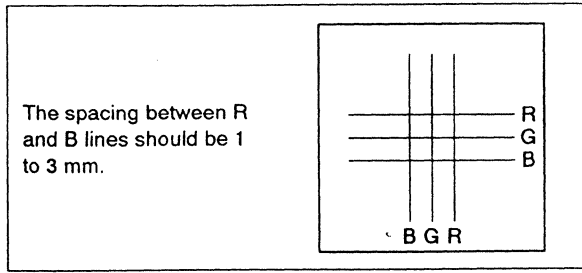 The spacing between R
and B lines should be 1
to 3 mm.
R
G
B
B G R